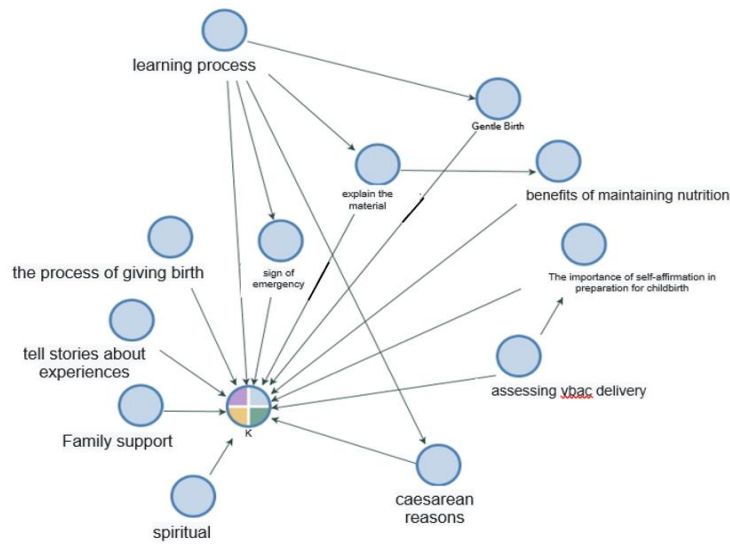 learning process
Gentle Birth
explain the
material
benefits of maintaining nutrition
the process of giving birth
sign of
emergency
The importance of self-affirmation in
preparation for childbirth
tell stories about
experiences
assessing vbac delivery
Family support
K
caesarean
reasons
spiritual